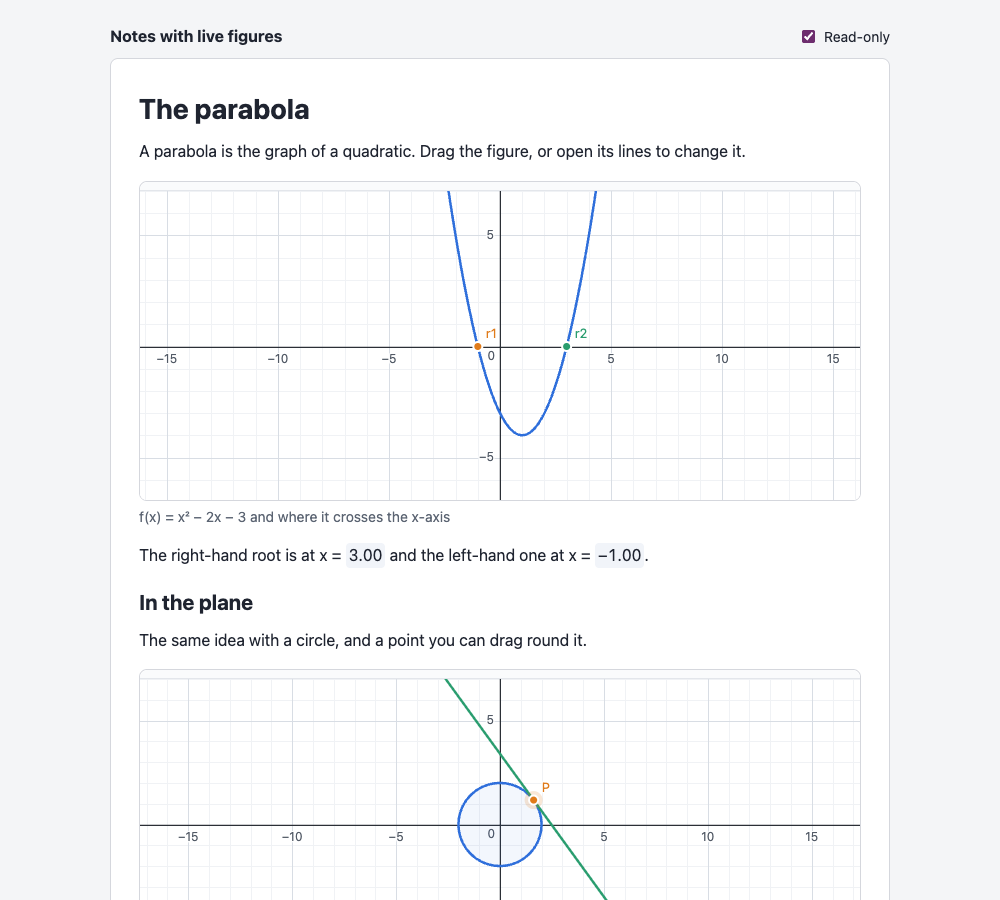 Notes with live figures
Read-only
The parabola
A parabola is the graph of a quadratic. Drag the figure, or open its lines to change it.
5
r1
r2
−15
−10
−5
0
5
10
15
−5
f(x) = x² − 2x − 3 and where it crosses the x-axis
The right-hand root is at x = 3.00 and the left-hand one at x = −1.00.
In the plane
The same idea with a circle, and a point you can drag round it.
5
P
−15
−10
−5
0
5
10
15